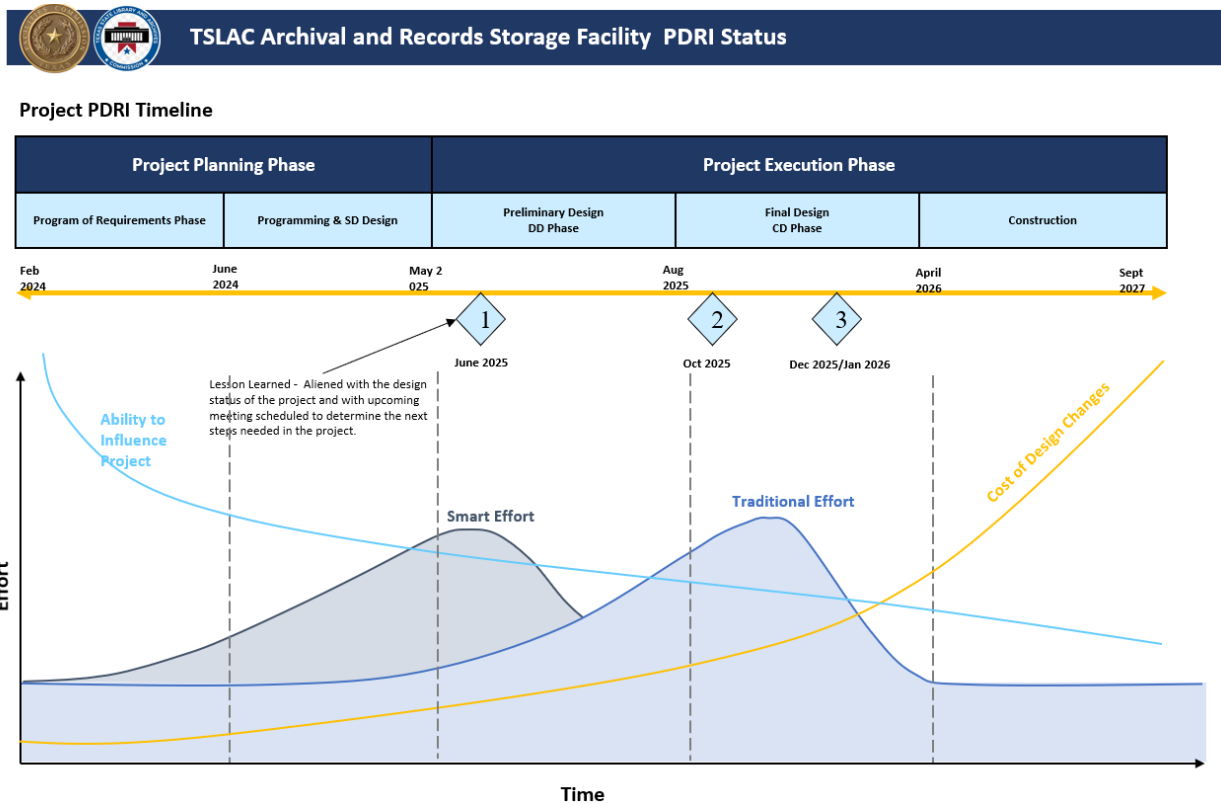 TSLAC Archival and Records Storage Facility PDRI Status
Project PDRI Timeline
Project Planning Phase
Project Execution Phase
Program of Requirements Phase
Programming & SD Design
Preliminary Design
DD Phase
Final Design
CD Phase
Construction
Feb
2024
June
2024
May 2
025
Aug
2025
April
2026
Sept
2027
1
2
3
June 2025
Oct 2025
Dec 2025/Jan 2026
Lesson Learned - Aliened with the design
status of the project and with upcoming
meeting scheduled to determine the next
steps needed in the project.
Ability to
Influence
Project
Cost of Design Changes
Smart Effort
Traditional Effort
Effort
Time